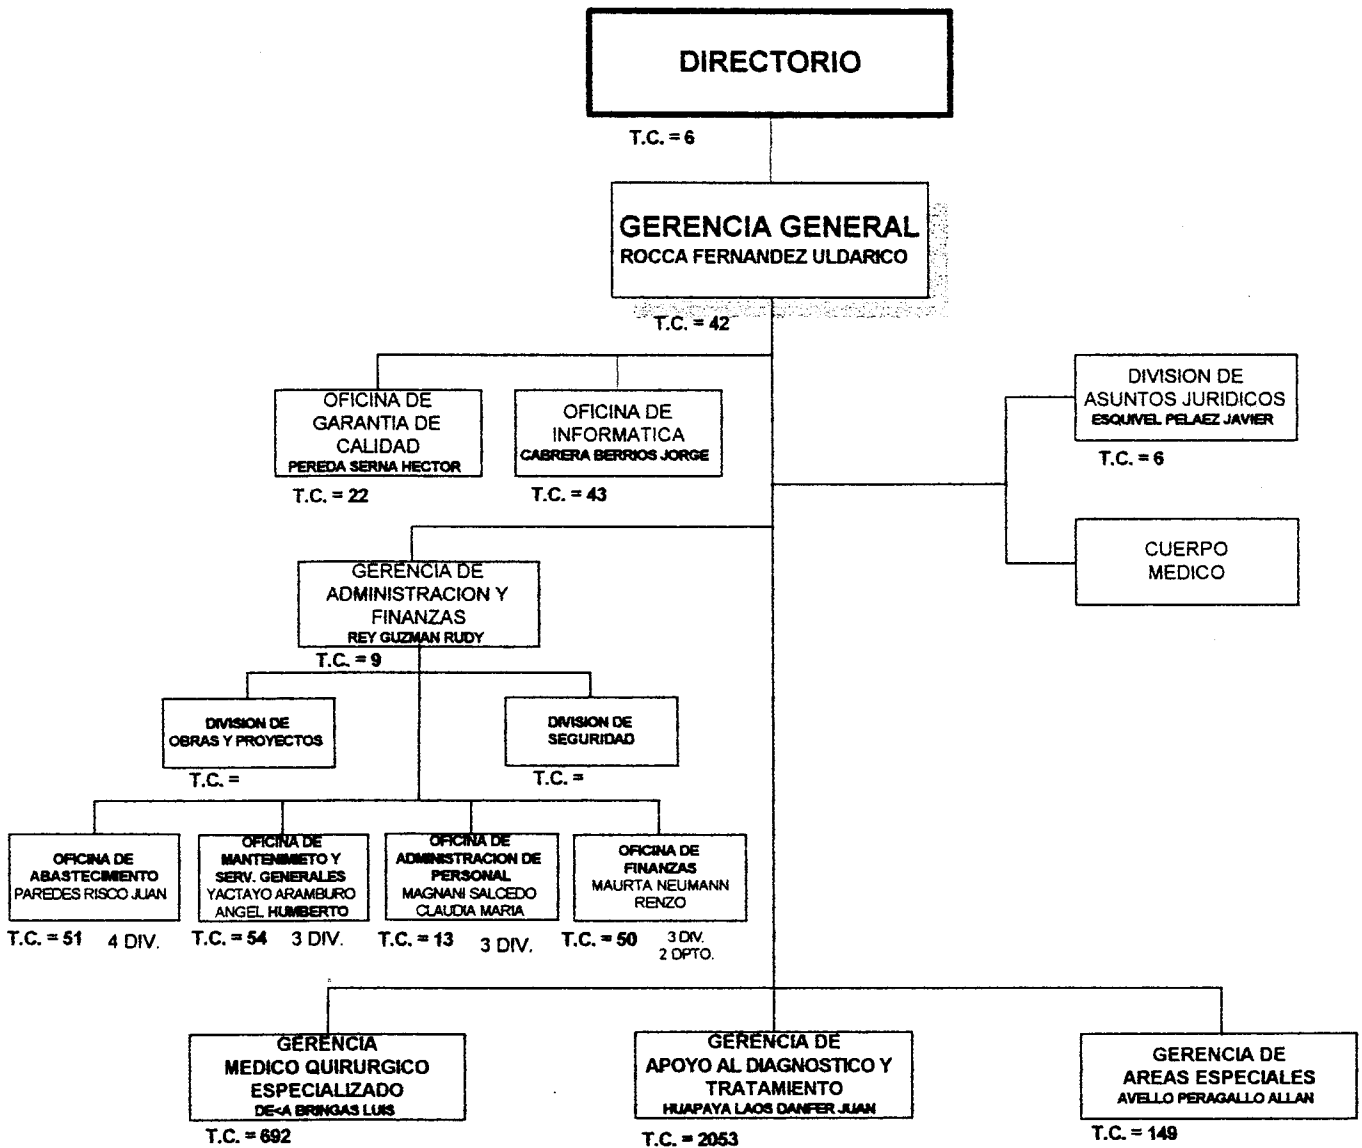 DIRECTORIO
T.C. = 6
GERENCIA GENERAL
ROCCA FERNANDEZ ULDARICO
T.C. = 42
OFICINA DE
GARANTIA DE
CALIDAD
PEREDA SERNA HECTOR
T.C. = 22
OFICINA DE
INFORMATICA
CABRERA BERRIOS JORGE
T.C. = 43
DIVISION DE
ASUNTOS JURIDICOS
ESQUIVEL PELAEZ JAVIER
T.C. = 6
CUERPO
MEDICO
GERENCIA DE
ADMINISTRACION Y
FINANZAS
REY GUZMAN RUDY
T.C. = 9
DIVISION DE
OBRAS Y PROYECTOS
T.C. =
DIVISION DE
SEGURIDAD
T.C. =
OFICINA DE
ABASTECIMIENTO
PAREDES RISCO JUAN
T.C. = 51 4 DIV.
OFICINA DE
MANTENIMIETO Y
SERV. GENERALES
YACTAYO ARAMBURO
ANGEL HUMBERTO
T.C. = 54 3 DIV.
OFICINA DE
ADMINISTRACION DE
PERSONAL
MAGNANI SALCEDO
CLAUDIA MARIA
T.C. = 13 3 DIV.
OFICINA DE
FINANZAS
MAURTA NEUMANN
RENZO
T.C. = 50 3 DIV.
2 DPTO.
GERENCIA
MEDICO QUIRURGICO
ESPECIALIZADO
DE<A BRINGAS LUIS
T.C. = 692
GERENCIA DE
APOYO AL DIAGNOSTICO Y
TRATAMIENTO
HUAPAYA LAOS DANFER JUAN
T.C. = 2053
GERENCIA DE
AREAS ESPECIALES
AVELLO PERAGALLO ALLAN
T.C. = 149